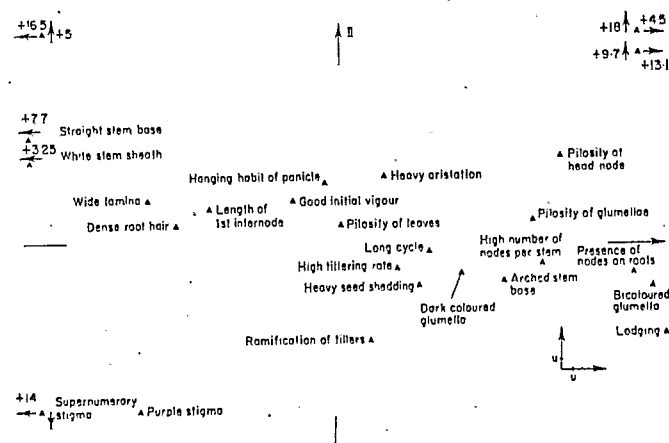 +16.5
+5
II
+18
+4.5
+9.7
+13.1
+7.7
Straight stem base
+3.25
White stem sheath
Pilosity at
head node
Hanging habit of panicle
Heavy aristation
Wide lamina
Good initial vigour
Length of
1st internode
Dense root hair
Pilosity of leaves
Pilosity of glumellae
Long cycle
High number of
nodes per stem
Presence of
nodes on roots
High tillering rate
Heavy seed shedding
Arched stem
base
Dark coloured
glumella
Bicoloured
glumella
Lodging
Ramification of tillers
u
u
+14
Supernumerary
stigma
Purple stigma